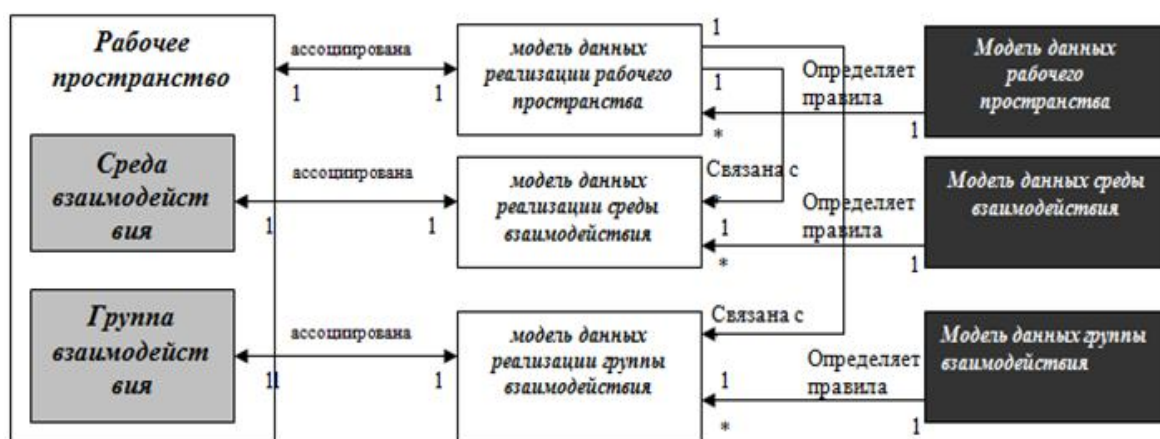 Рабочее
пространство
Среда
взаимодейст
вия
Группа
взаимодейст
вия
ассоциирована
1
1
ассоциирована
1
1
ассоциирована
11
1
модель данных
реализации рабочего
пространства
модель данных
реализации среды
взаимодействия
модель данных
реализации группы
взаимодействия
1
1
*
Связана с
*
1
*
Связана с
1
*
Определяет
правила
1
Определяет
правила
1
Определяет
правила
1
Модель данных
рабочего
пространства
Модель данных среды
взаимодействия
Модель данных группы
взаимодействия